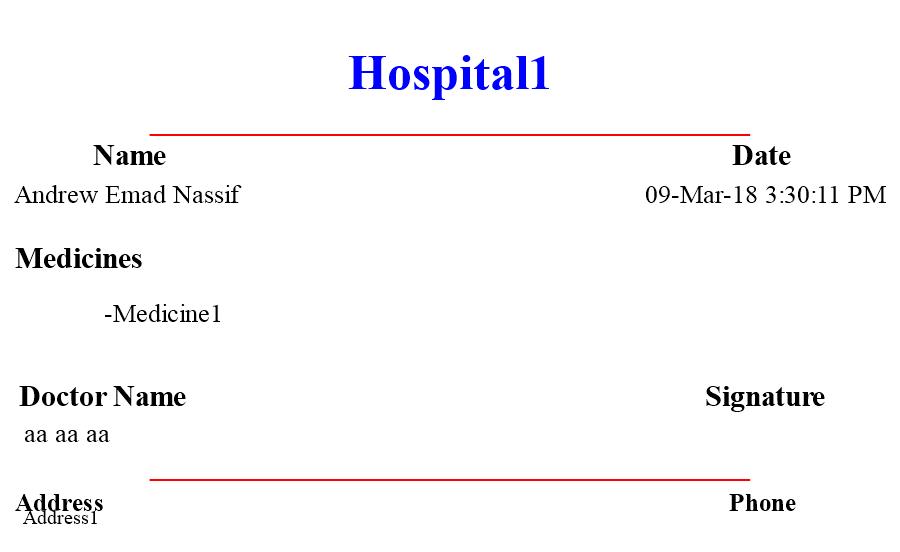 Hospital1
Name Date
Andrew Emad Nassif 09-Mar-18 3:30:11 PM
Medicines
-Medicine1
Doctor Name Signature
aa aa aa
Address Phone
Address1